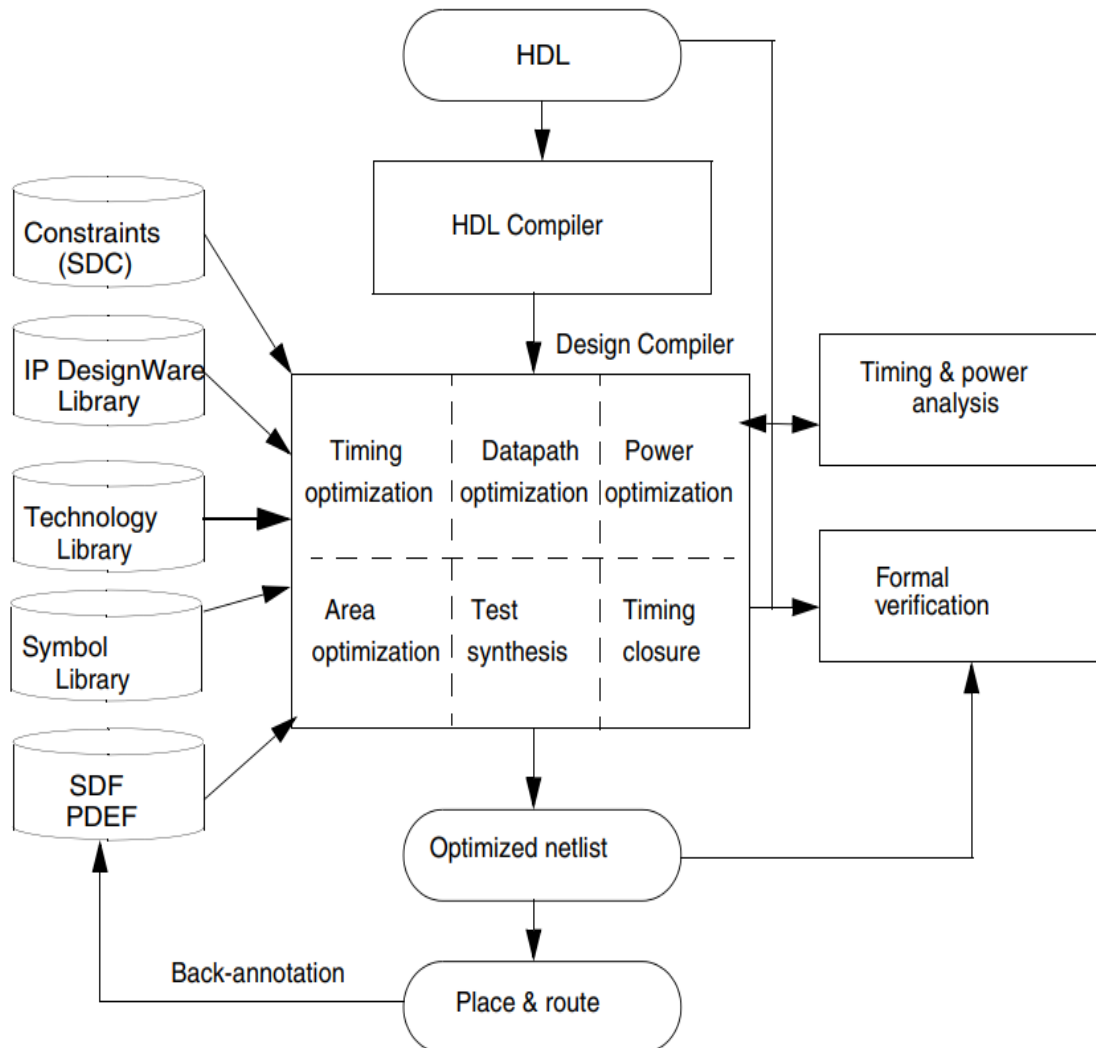 HDL
HDL Compiler
Constraints
(SDC)
Design Compiler
IP DesignWare
Library
Timing & power
analysis
Timing
optimization
Datapath
optimization
Power
optimization
Technology
Library
Formal
verification
Area
optimization
Test
synthesis
Timing
closure
Symbol
Library
SDF
PDEF
Optimized netlist
Back-annotation
Place & route